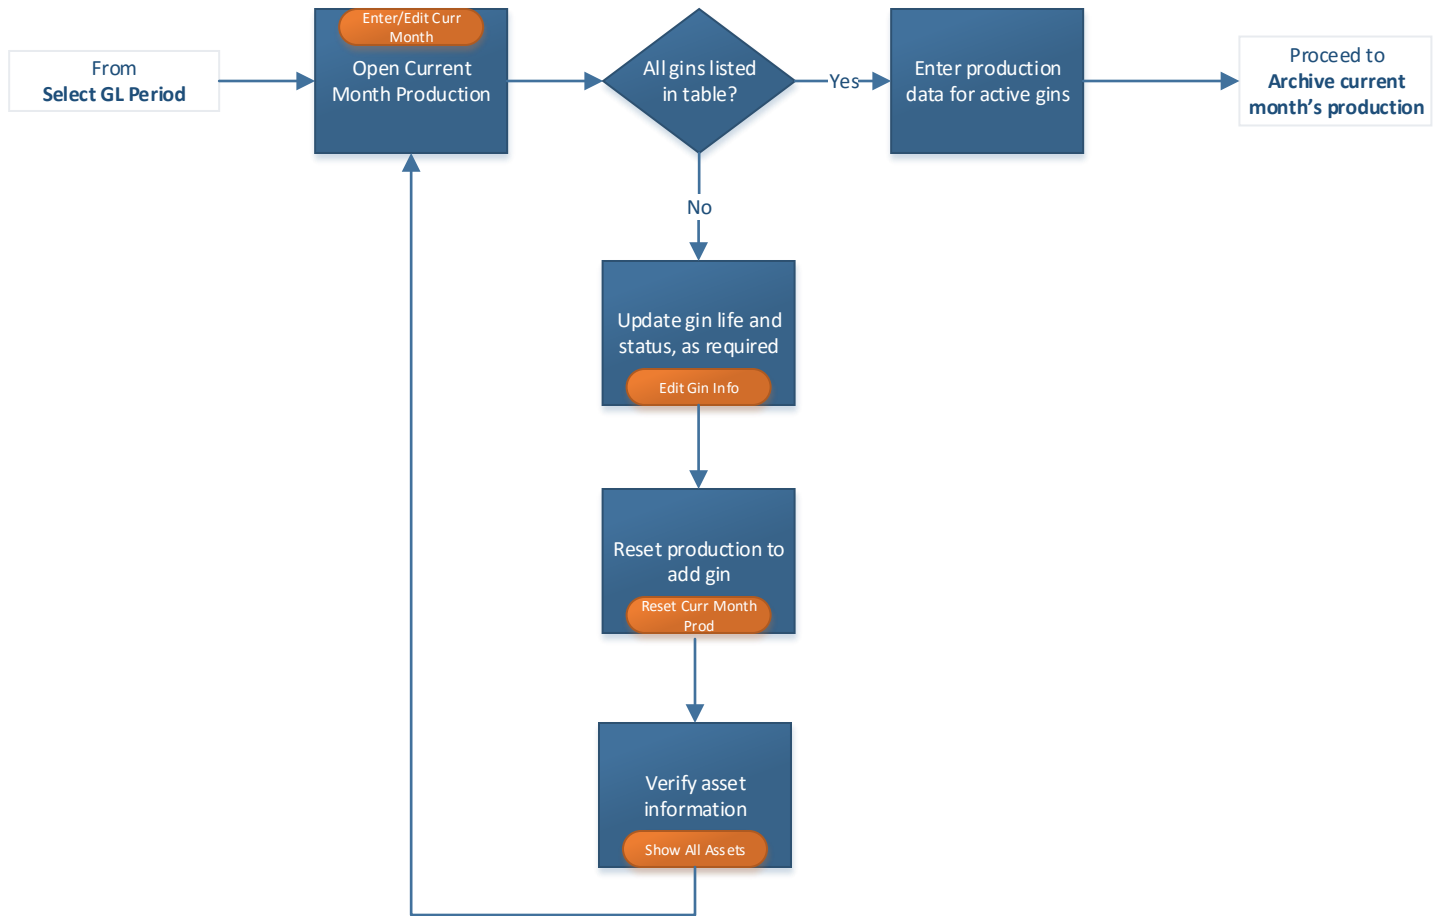 From
Select GL Period
Enter/Edit Curr
Month
Open Current
Month Production
All gins listed
in table?
Yes
Enter production
data for active gins
Proceed to
Archive current
month’s production
No
Update gin life and
status, as required
Edit Gin Info
Reset production to
add gin
Reset Curr Month
Prod
Verify asset
information
Show All Assets